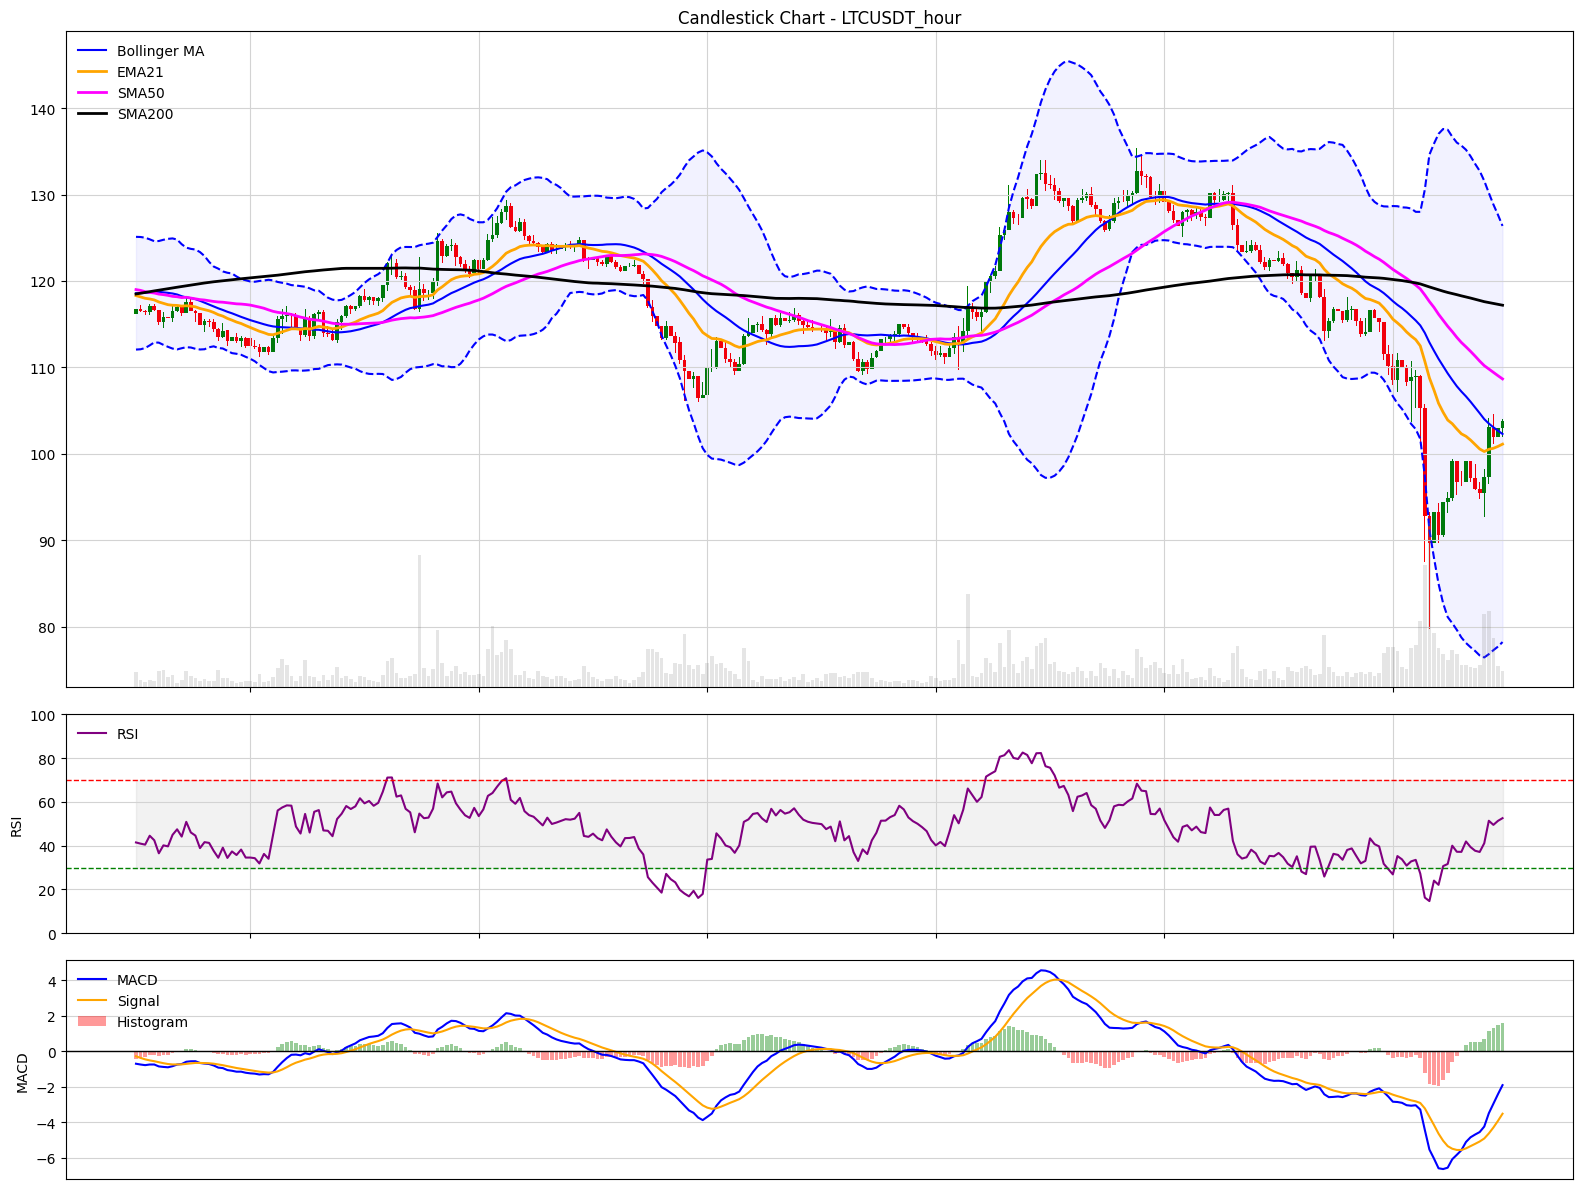 Candlestick Chart - LTCUSDT_hour
Bollinger MA
EMA21
SMA50
SMA200
140
130
120
110
100
90
80
RSI
100
80
60
40
20
0
RSI
MACD
Signal
Histogram
4
2
0
−2
−4
−6
MACD